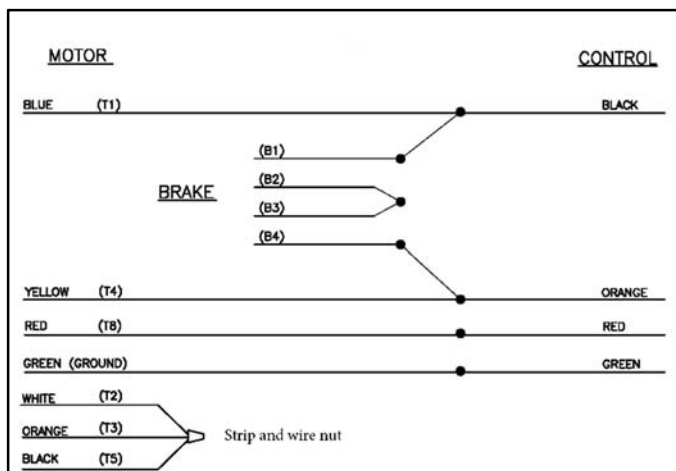 MOTOR CONTROL
BLUE (T1) BLACK
(B1)
(B2)
BRAKE
(B3)
(B4)
YELLOW (T4) ORANGE
RED (T8) RED
GREEN (GROUND) GREEN
WHITE (T2)
ORANGE (T3) Strip and wire nut
BLACK (T5)